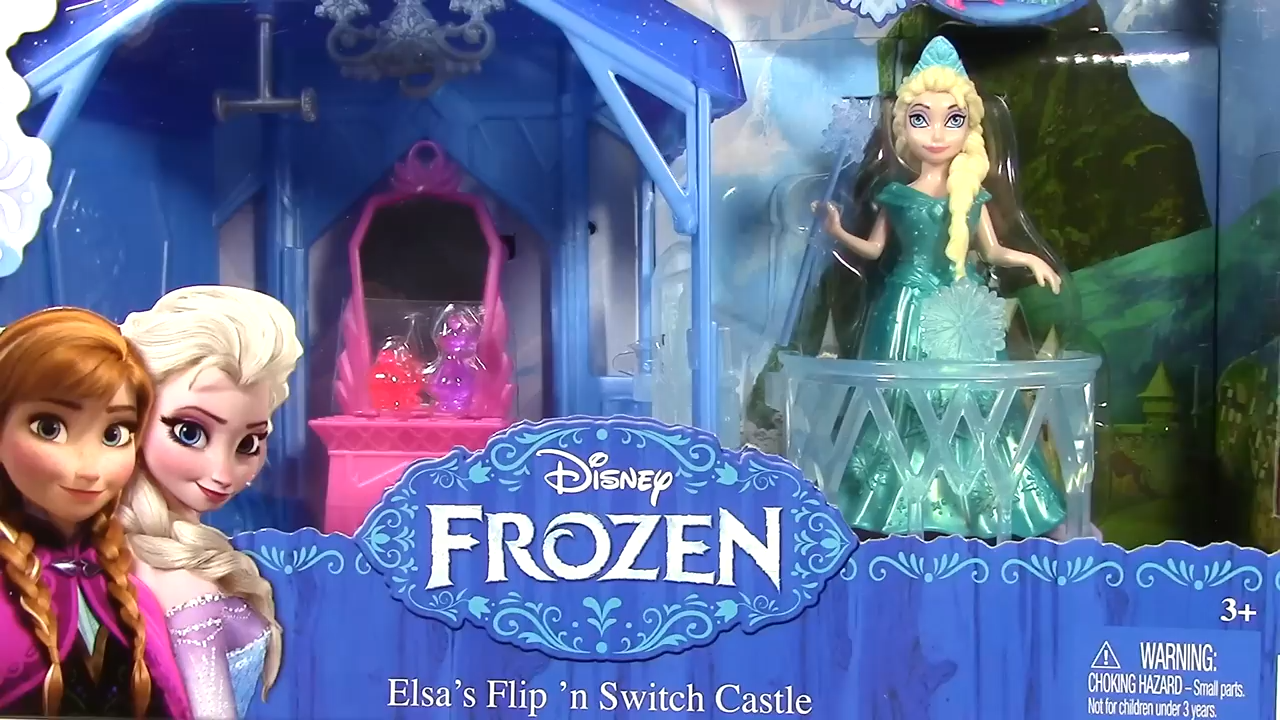 Disney
FROZEN
Elsa's Flip 'n Switch Castle
3+
WARNING:
CHOKING HAZARD – Small parts.
Not for children under 3 years.